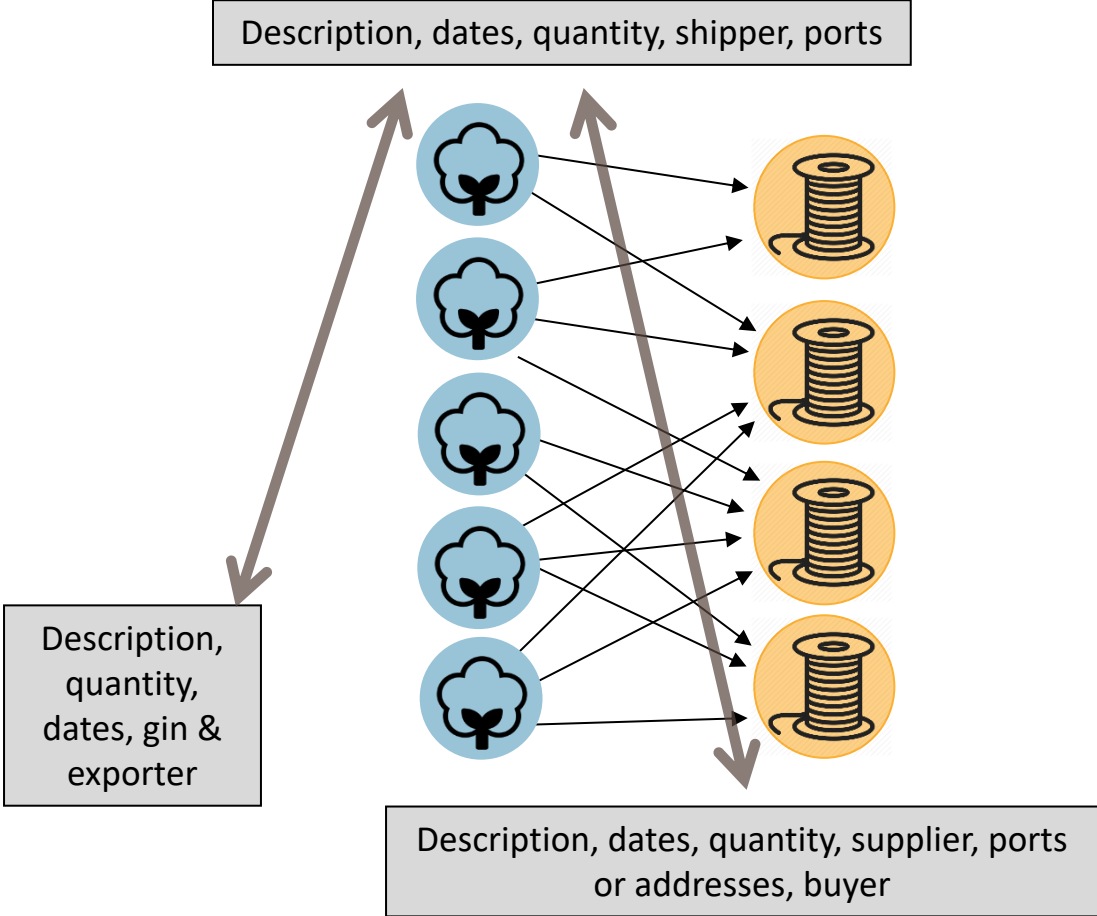 Description, dates, quantity, shipper, ports
Description,
quantity,
dates, gin &
exporter
Description, dates, quantity, supplier, ports
or addresses, buyer